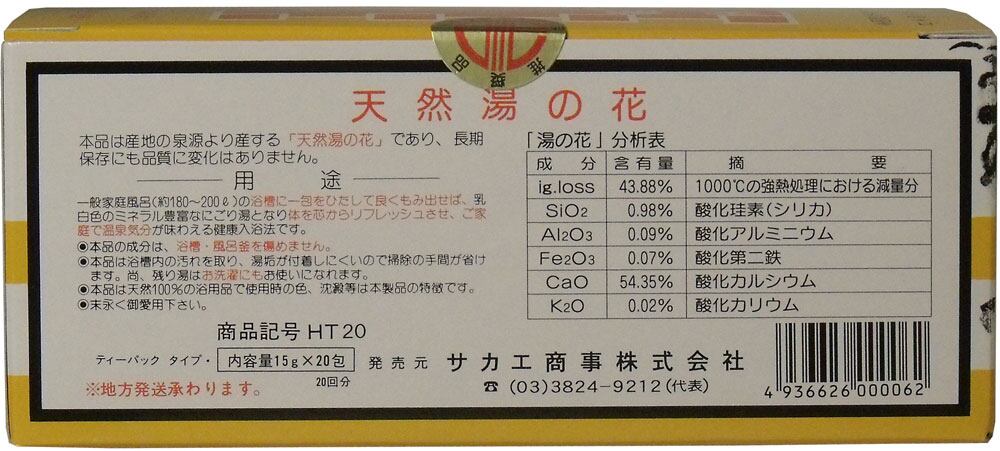 推奨品
天然湯の花
本品は産地の泉源より産する「天然湯の花」であり、長期
保存にも品質に変化はありません。
用途
一般家庭風呂(約180〜200ℓ)の浴槽に一包をひたして良くもみ出せば、乳
白色のミネラル豊富なにごり湯となり体を芯からリフレッシュさせ、ご家
庭で温泉気分が味わえる健康入浴法です。
●本品の成分は、浴槽・風呂釜を傷めません。
●本品は浴槽内の汚れを取り、湯垢が付着しにくいので掃除の手間が省け
ます。尚、残り湯はお洗濯にもお使いになれます。
●本品は天然100%の浴用品で使用時の色、沈澱等は本製品の特徴です。
●末永く御愛用下さい。
商品記号 HT20
ティーバック タイプ・ 内容量15g×20包
20回分
※地方発送承わります。
「湯の花」分析表
成分 含有量 摘要
ig.loss 43.88% 1000℃の強熱処理における減量分
SiO2 0.98% 酸化珪素(シリカ)
Al2O3 0.09% 酸化アルミニウム
Fe2O3 0.07% 酸化第二鉄
CaO 54.35% 酸化カルシウム
K2O 0.02% 酸化カリウム
発売元 サカエ商事株式会社
☎(03)3824-9212(代表)
4 936626 000062